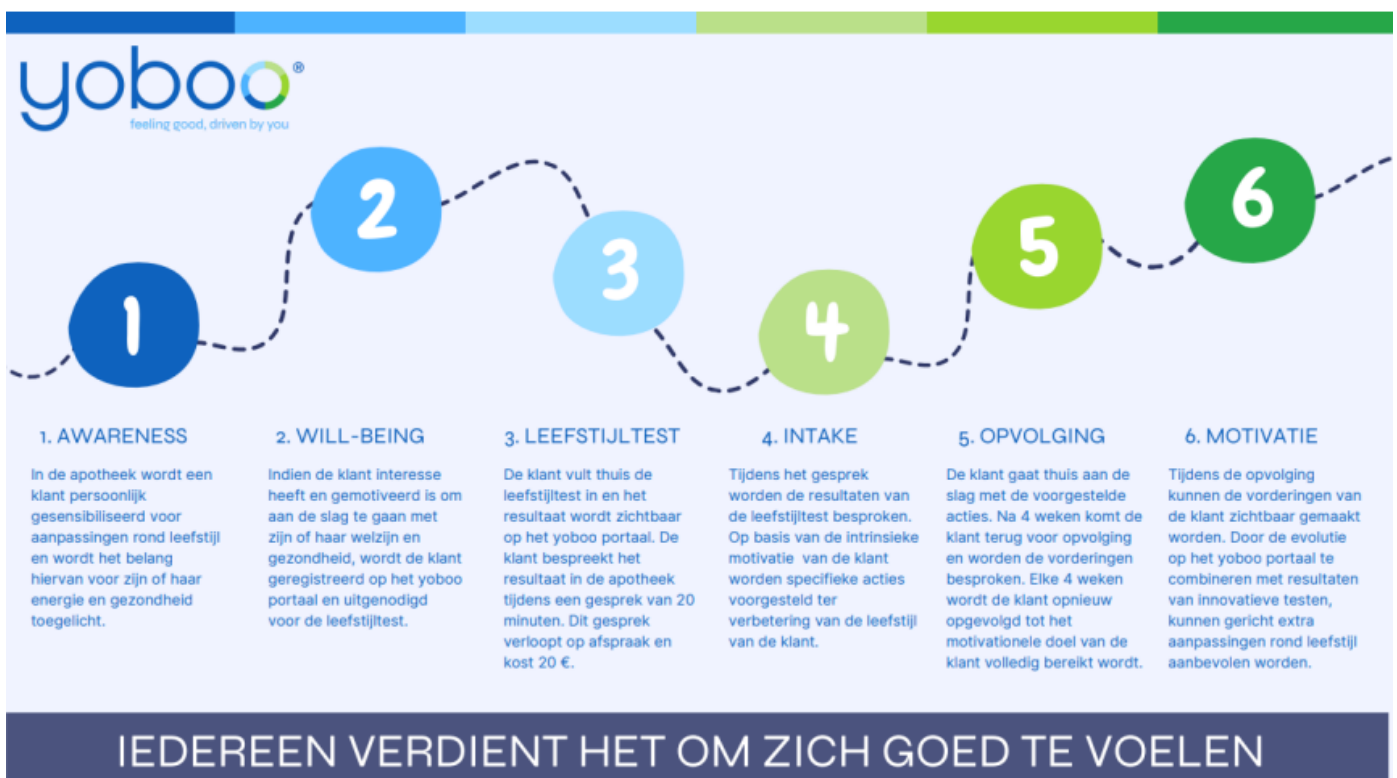 yoboo®
feeling good, driven by you
1
2
3
4
5
6
1. AWARENESS
In de apotheek wordt een
klant persoonlijk
gesensibiliseerd voor
aanpassingen rond leefstijl
en wordt het belang
hiervan voor zijn of haar
energie en gezondheid
toegelicht.
2. WILL-BEING
Indien de klant interesse
heeft en gemotiveerd is om
aan de slag te gaan met
zijn of haar welzijn en
gezondheid, wordt de klant
geregistreerd op het yoboo
portaal en uitgenodigd
voor de leefstijltest.
3. LEEFSTIJLTEST
De klant vult thuis de
leefstijltest in en het
resultaat wordt zichtbaar
op het yoboo portaal. De
klant bespreekt het
resultaat in de apotheek
tijdens een gesprek van 20
minuten. Dit gesprek
verloopt op afspraak en
kost 20 €.
4. INTAKE
Tijdens het gesprek
worden de resultaten van
de leefstijltest besproken.
Op basis van de intrinsieke
motivatie van de klant
worden specifieke acties
voorgesteld ter
verbetering van de leefstijl
van de klant.
5. OPVOLGING
De klant gaat thuis aan de
slag met de voorgestelde
acties. Na 4 weken komt de
klant terug voor opvolging
en worden de vorderingen
besproken. Elke 4 weken
wordt de klant opnieuw
opgevolgd tot het
motivationele doel van de
klant volledig bereikt wordt.
6. MOTIVATIE
Tijdens de opvolging
kunnen de vorderingen van
de klant zichtbaar gemaakt
worden. Door de evolutie
op het yoboo portaal te
combineren met resultaten
van innovatieve testen,
kunnen gericht extra
aanpassingen rond leefstijl
aanbevolen worden.
IEDEREEN VERDIENT HET OM ZICH GOED TE VOELEN